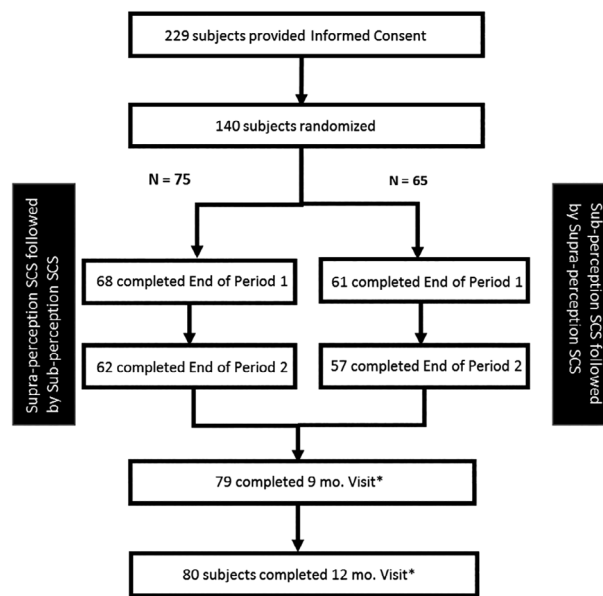 229 subjects provided Informed Consent
140 subjects randomized
N = 75
N = 65
Supra-perception SCS followed
by Sub-perception SCS
Sub-perception SCS followed
by Supra-perception SCS
68 completed End of Period 1
61 completed End of Period 1
62 completed End of Period 2
57 completed End of Period 2
79 completed 9 mo. Visit*
80 subjects completed 12 mo. Visit*